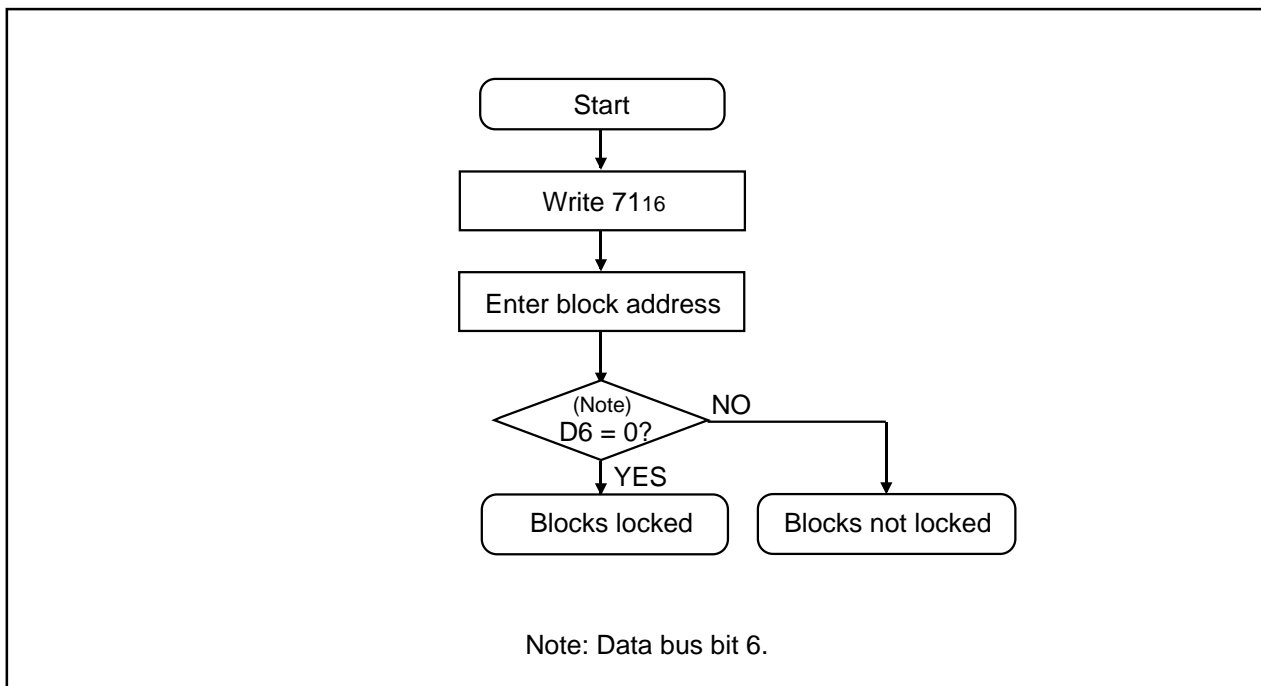 Start
Write 7116
Enter block address
(Note)
D6 = 0?
NO
YES
Blocks locked
Blocks not locked
Note: Data bus bit 6.